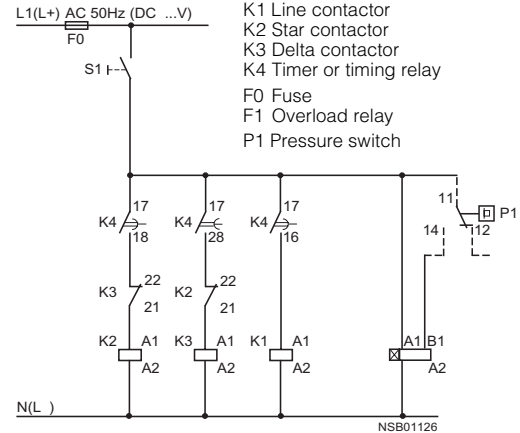 L1(L+) AC 50Hz (DC ...V)
F0
K1 Line contactor
K2 Star contactor
K3 Delta contactor
K4 Timer or timing relay
F0 Fuse
F1 Overload relay
P1 Pressure switch
S1
11
P1
14 12
K4 17 18
K4 17 28
K4 17 16
K3 22 21
K2 22 21
K2 A1 A2
K3 A1 A2
K1 A1 A2
A1 B1 A2
N(L )
NSB01126